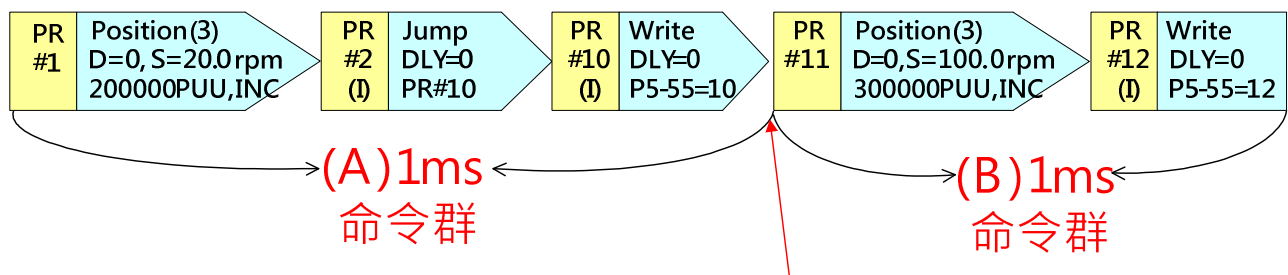 PR
#1
Position(3)
D=0, S=20.0rpm
200000PUU,INC
PR
#2
(I)
Jump
DLY=0
PR#10
PR
#10
(I)
Write
DLY=0
P5-55=10
PR
#11
Position(3)
D=0,S=100.0rpm
300000PUU,INC
PR
#12
(I)
Write
DLY=0
P5-55=12
(A)1ms
命令群
(B)1ms
命令群